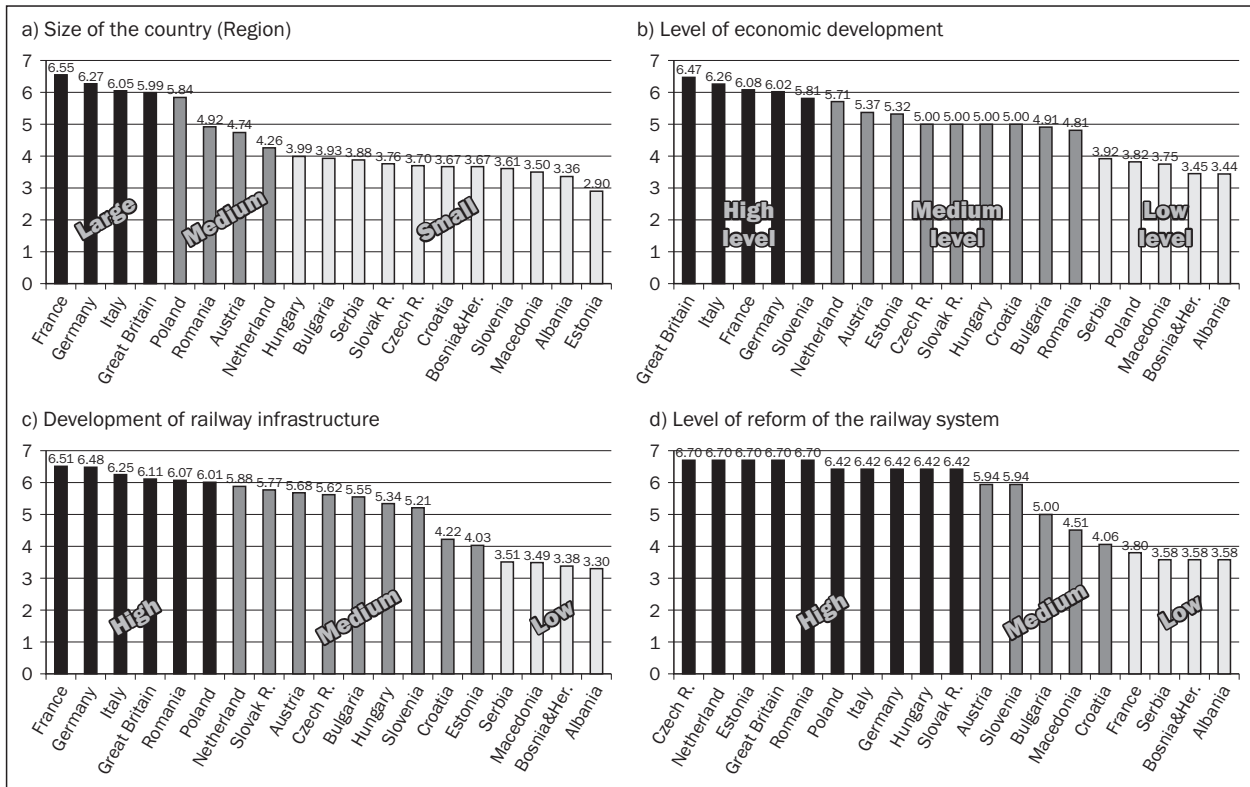 a) Size of the country (Region)
7
6
5
4
3
2
1
0
6.55
6.27
6.05
5.99
5.84
4.92
4.74
4.26
3.99
3.93
3.88
3.76
3.70
3.67
3.67
3.61
3.50
3.36
2.90
Large
Medium
Small
France
Germany
Italy
Great Britain
Poland
Romania
Austria
Netherland
Hungary
Bulgaria
Serbia
Slovak R.
Czech R.
Croatia
Bosnia&Her.
Slovenia
Macedonia
Albania
Estonia
b) Level of economic development
7
6
5
4
3
2
1
0
6.47
6.26
6.08
6.02
5.81
5.71
5.37
5.32
5.00
5.00
5.00
5.00
4.91
4.81
3.92
3.82
3.75
3.45
3.44
High
level
Medium
level
Low
level
Great Britain
Italy
France
Germany
Slovenia
Netherland
Austria
Estonia
Czech R.
Slovak R.
Hungary
Croatia
Bulgaria
Romania
Serbia
Poland
Macedonia
Bosnia&Her.
Albania
c) Development of railway infrastructure
7
6
5
4
3
2
1
0
6.51
6.48
6.25
6.11
6.07
6.01
5.88
5.77
5.68
5.62
5.55
5.34
5.21
4.22
4.03
3.51
3.49
3.38
3.30
High
Medium
Low
France
Germany
Italy
Great Britain
Romania
Poland
Netherland
Slovak R.
Austria
Czech R.
Bulgaria
Hungary
Slovenia
Croatia
Estonia
Serbia
Macedonia
Bosnia&Her.
Albania
d) Level of reform of the railway system
7
6
5
4
3
2
1
0
6.70
6.70
6.70
6.70
6.70
6.42
6.42
6.42
6.42
6.42
5.94
5.94
5.00
4.51
4.06
3.80
3.58
3.58
3.58
High
Medium
Low
Czech R.
Netherland
Estonia
Great Britain
Romania
Poland
Italy
Germany
Hungary
Slovak R.
Austria
Slovenia
Bulgaria
Macedonia
Croatia
France
Serbia
Bosnia&Her.
Albania